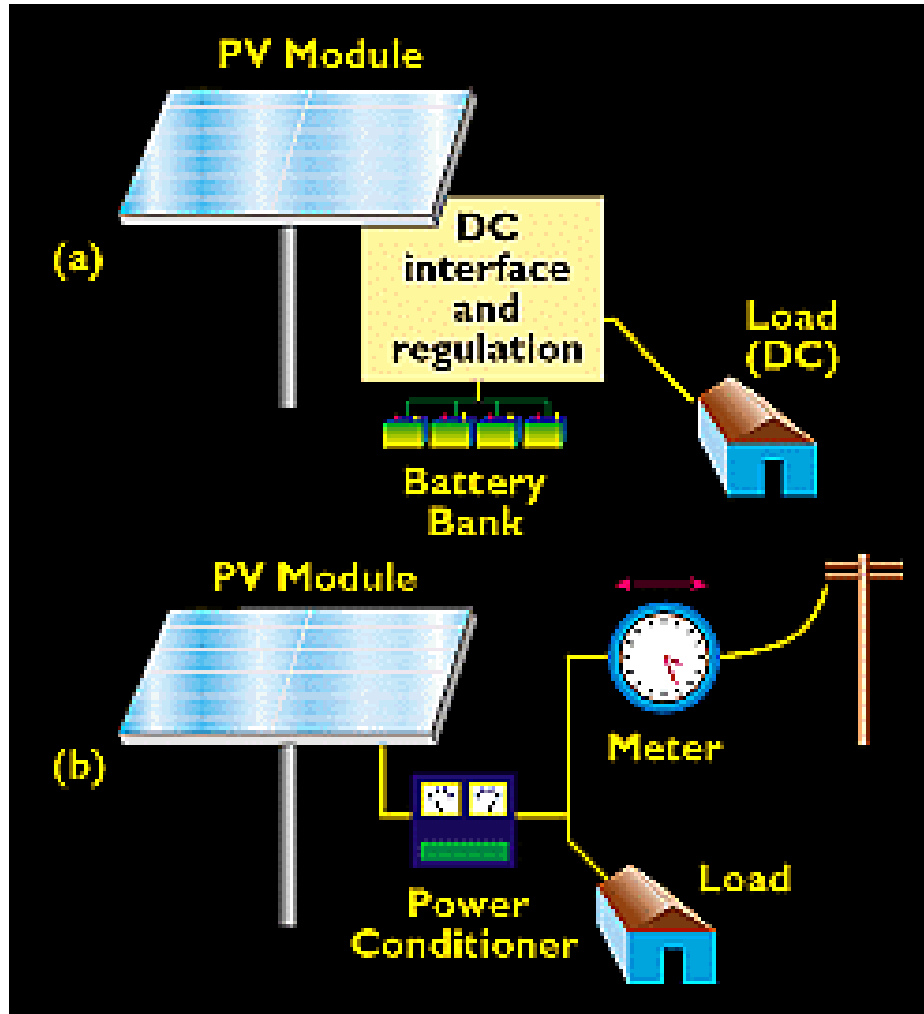 PV Module
(a)
DC
interface
and
regulation
Load
(DC)
Battery
Bank
PV Module
(b)
Meter
Power
Conditioner
Load